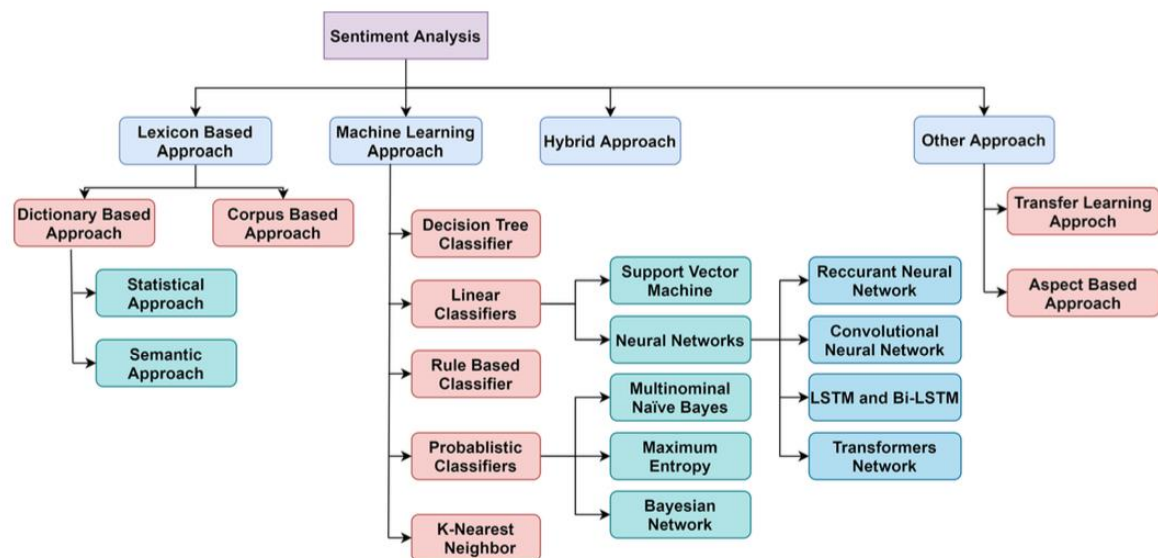 Sentiment Analysis
Lexicon Based
Approach
Machine Learning
Approach
Hybrid Approach
Other Approach
Dictionary Based
Approach
Corpus Based
Approach
Statistical
Approach
Semantic
Approach
Decision Tree
Classifier
Linear
Classifiers
Rule Based
Classifier
Probablistic
Classifiers
K-Nearest
Neighbor
Support Vector
Machine
Neural Networks
Multinominal
Naïve Bayes
Maximum
Entropy
Bayesian
Network
Reccurant Neural
Network
Convolutional
Neural Network
LSTM and Bi-LSTM
Transformers
Network
Transfer Learning
Approch
Aspect Based
Approach